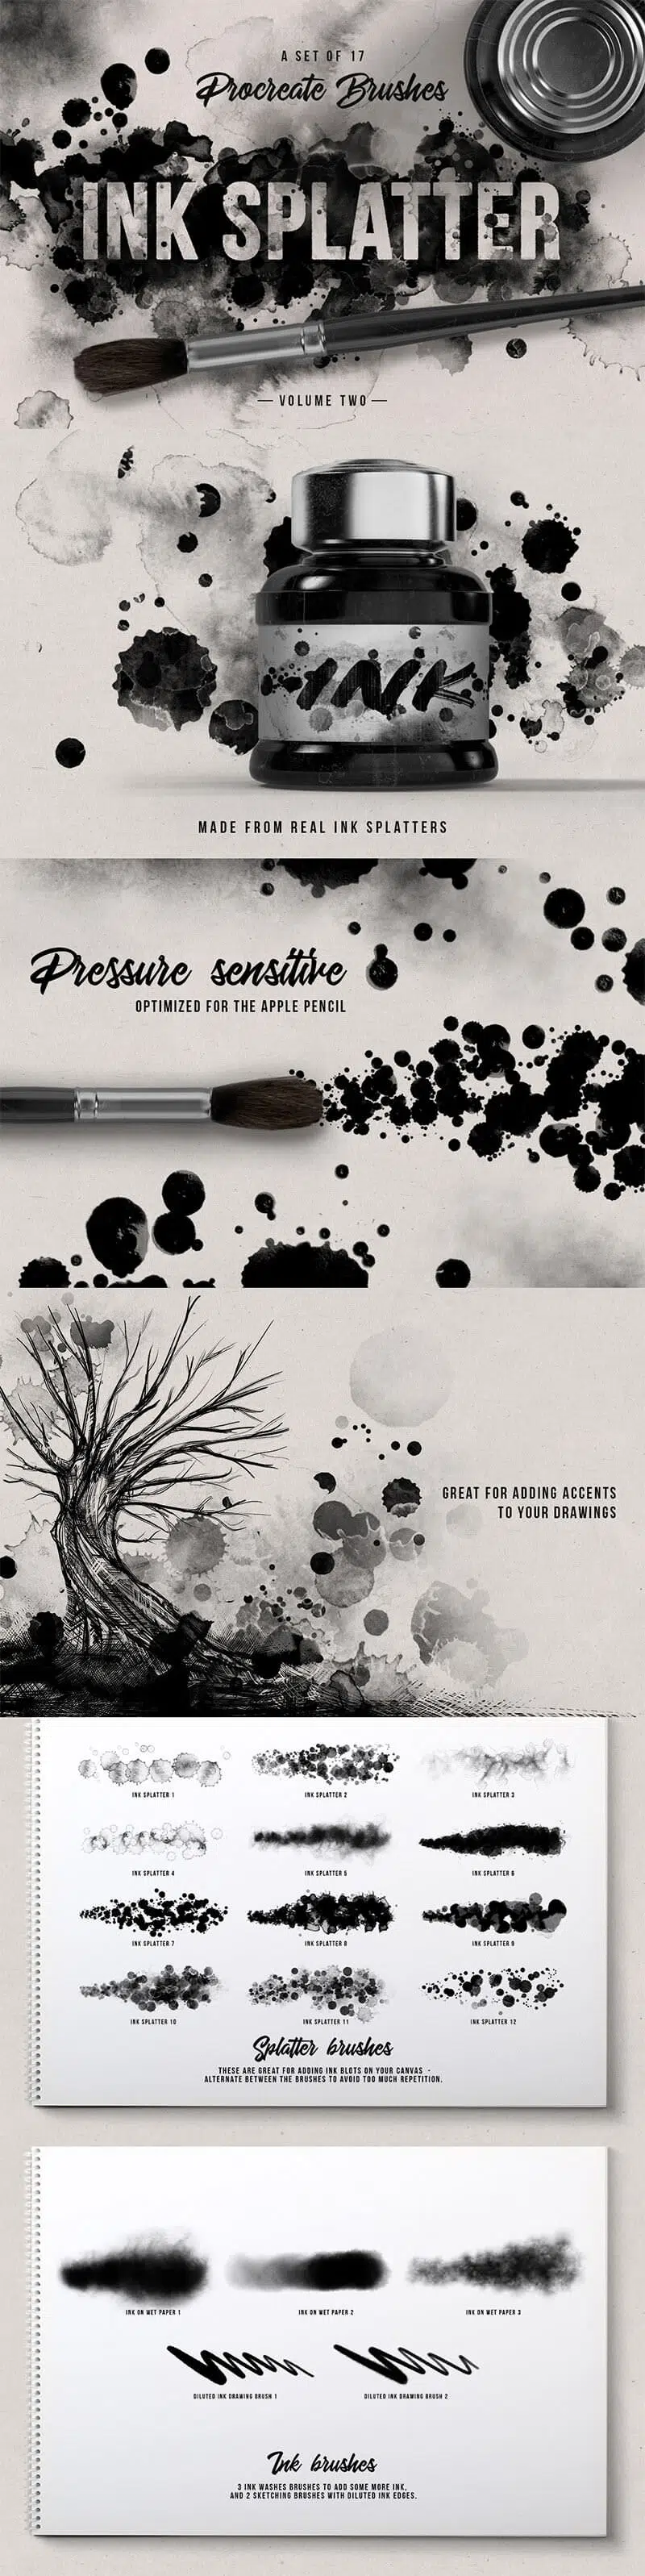 A SET OF 17
Procreate Brushes
INK SPLATTER
VOLUME TWO
INK
MADE FROM REAL INK SPLATTERS
Pressure sensitive
OPTIMIZED FOR THE APPLE PENCIL
GREAT FOR ADDING ACCENTS
TO YOUR DRAWINGS
INK SPLATTER 1
INK SPLATTER 2
INK SPLATTER 3
INK SPLATTER 4
INK SPLATTER 5
INK SPLATTER 6
INK SPLATTER 7
INK SPLATTER 8
INK SPLATTER 9
INK SPLATTER 10
INK SPLATTER 11
INK SPLATTER 12
Splatter brushes
THESE ARE GREAT FOR ADDING INK BLOTS ON YOUR CANVAS -
ALTERNATE BETWEEN THE BRUSHES TO AVOID TOO MUCH REPETITION.
INK ON WET PAPER 1
INK ON WET PAPER 2
INK ON WET PAPER 3
DILUTED INK DRAWING BRUSH 1
DILUTED INK DRAWING BRUSH 2
Ink brushes
3 INK WASHES BRUSHES TO ADD SOME MORE INK,
AND 2 SKETCHING BRUSHES WITH DILUTED INK EDGES.